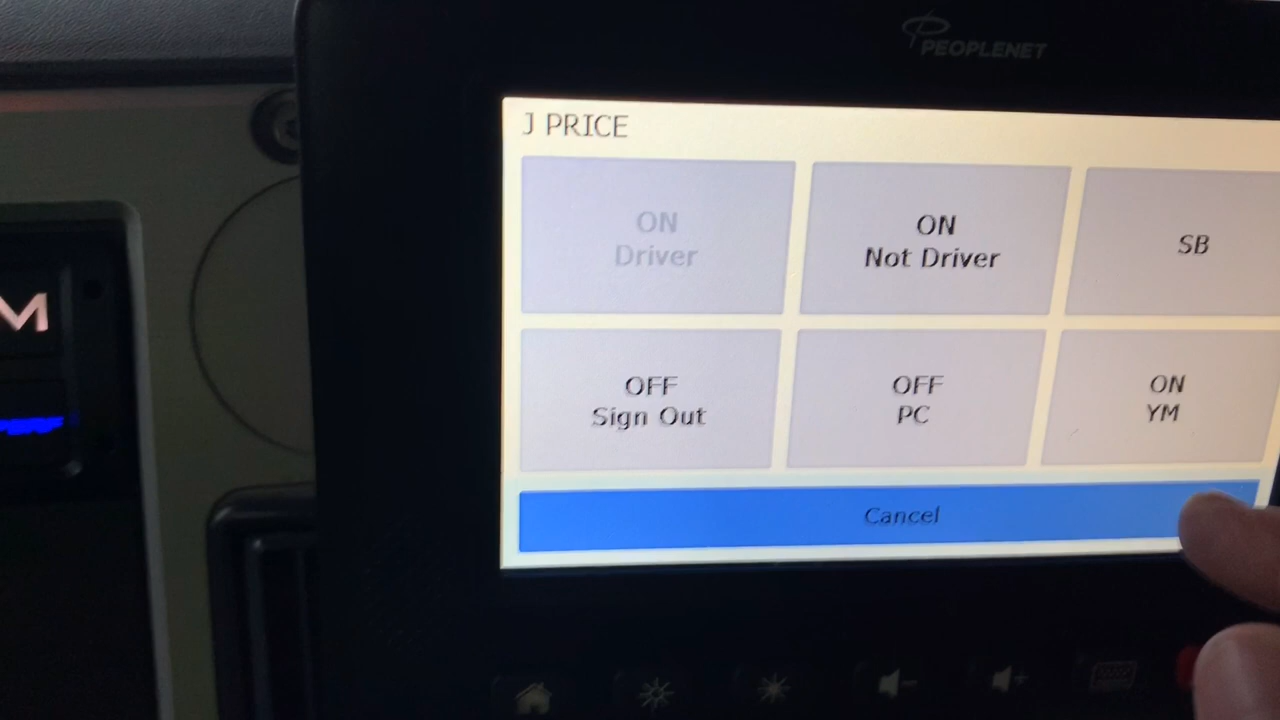 PEOPLENET
J PRICE
ON
Driver
ON
Not Driver
SB
OFF
Sign Out
OFF
PC
ON
YM
Cancel
M